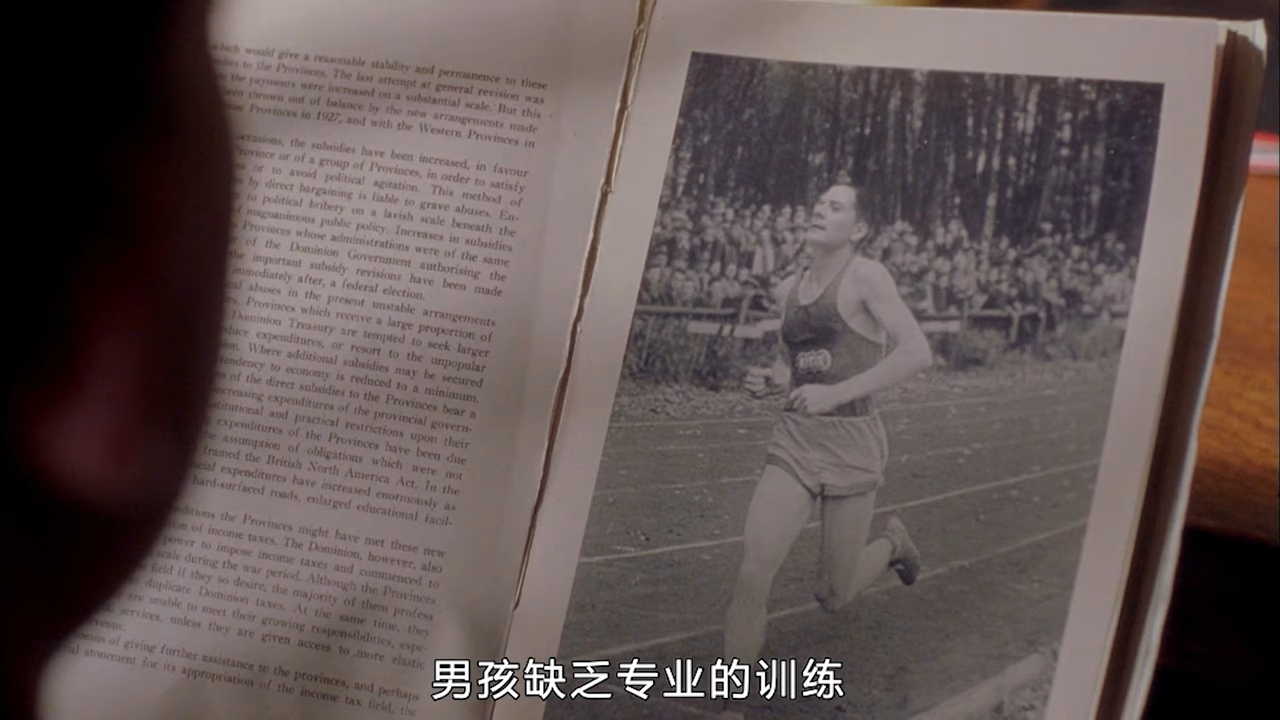 which would give a reasonable stability and permanence to these
to the Provinces. The last attempt at general revision was
the payments were increased on a substantial scale. But this
been thrown out of balance by the new arrangements made
Provinces in 1927, and with the Western Provinces in
occasions, the subsidies have been increased, in favour
Province or of a group of Provinces, in order to satisfy
or to avoid political agitation. This method of
by direct bargaining is liable to grave abuses. En-
to political bribery on a lavish scale beneath the
magnanimous public policy. Increases in subsidies
Provinces whose administrations were of the same
of the Dominion Government authorising the
important subsidy revisions have been made
immediately after, a federal election.
abuses in the present unstable arrangements
Provinces which receive a large proportion of
Dominion Treasury are tempted to seek larger
expenditures, or resort to the unpopular
Where additional subsidies may be secured
tendency to economy is reduced to a minimum.
of the direct subsidies to the Provinces bear a
increasing expenditures of the provincial govern-
and practical restrictions upon their
expenditures of the Provinces have been due
assumption of obligations which were not
framed the British North America Act. In the
expenditures have increased enormously as
hard-surfaced roads, enlarged educational facil-
the Provinces might have met these new
of income taxes. The Dominion, however, also
power to impose income taxes and commenced to
scale during the war period. Although the Provinces
field if they so desire, the majority of them profess
duplicate Dominion taxes. At the same time, they
are unable to meet their growing responsibilities, espe-
services, unless they are given access to more elastic
revenue.
means of giving further assistance to the provinces, and perhaps
atonement for its appropriation of the income tax field, the
男孩缺乏专业的训练